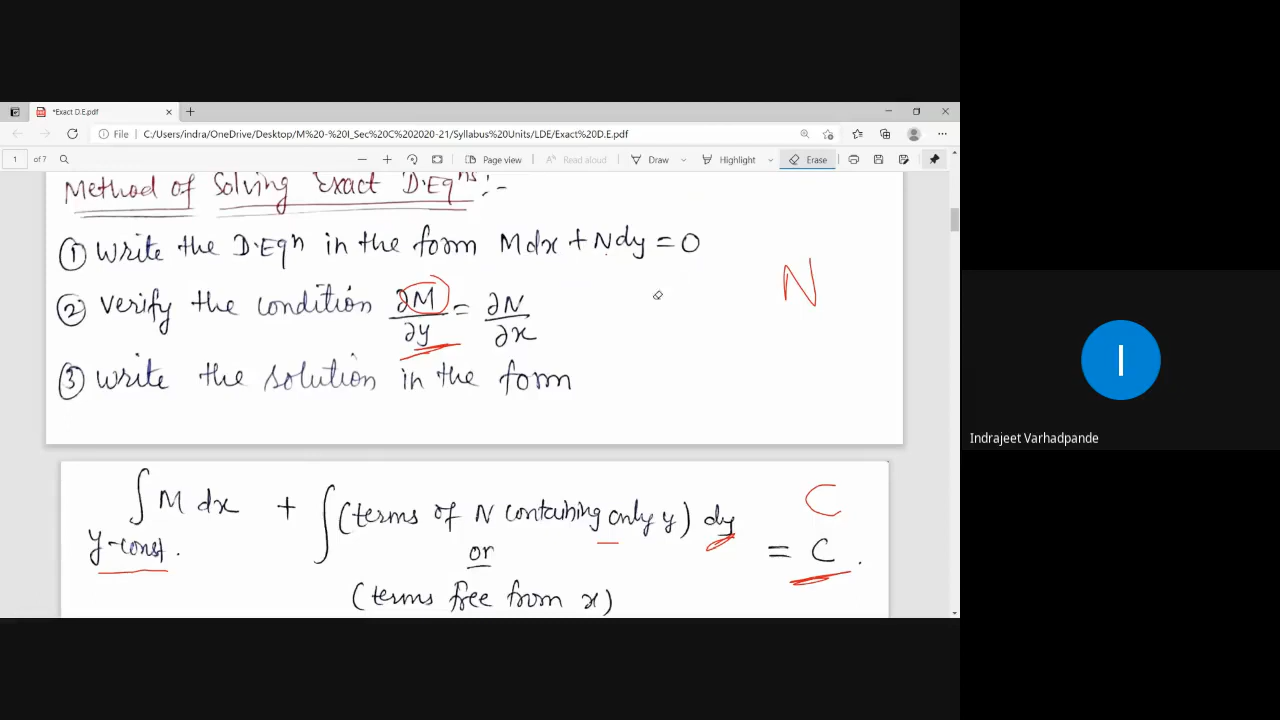 *Exact D.E.pdf
File C:/Users/indra/OneDrive/Desktop/M%20-%20I_Sec%20C%202020-21/Syllabus%20Units/LDE/Exact%20D.E.pdf
1 of 7 Page view Read aloud Draw Highlight Erase
Method of Solving Exact D.Eqⁿˢ :-
① Write the D.Eqⁿ in the form Mdx + Ndy = 0
N
② Verify the condition ∂M/∂y = ∂N/∂x
③ Write the solution in the form
Indrajeet Varhadpande
I
C
∫ M dx + ∫ (terms of N containing only y) dy = C .
y-const.
or
(terms free from x)